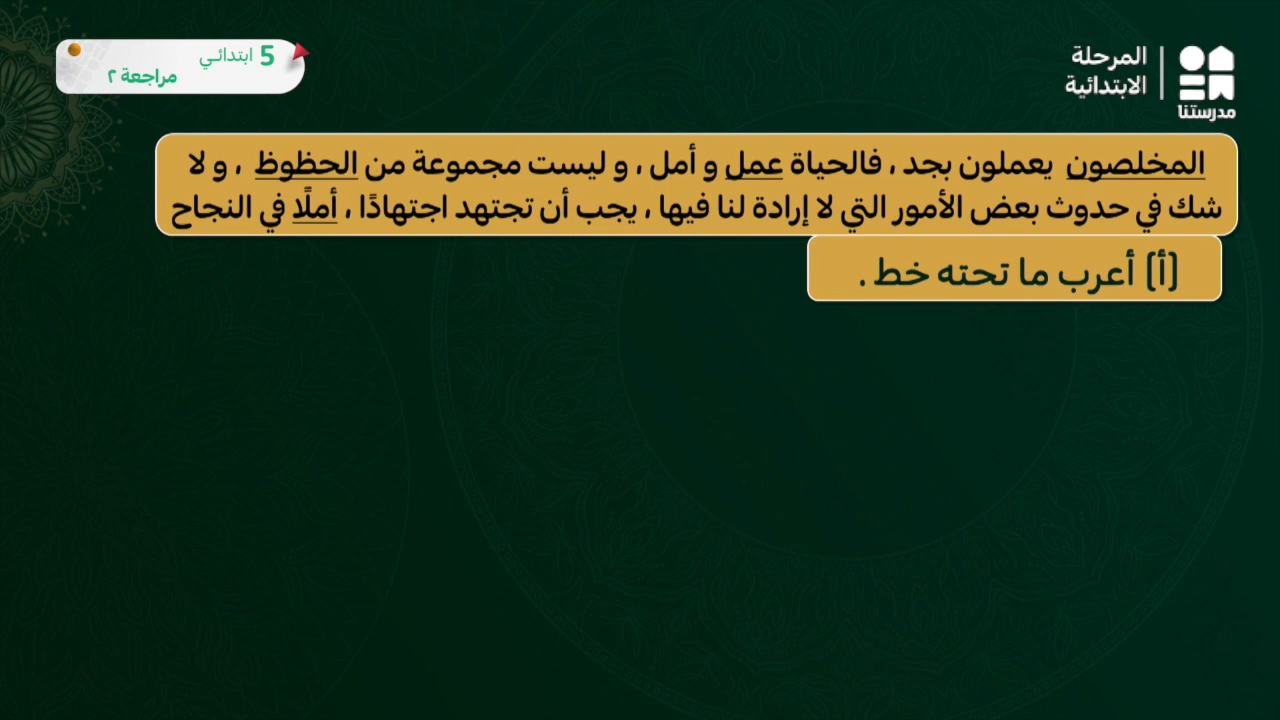 المرحلة
الابتدائية
مدرستنا
5 ابتدائي
مراجعة ٢
المخلصون يعملون بجد ، فالحياة عمل و أمل ، و ليست مجموعة من الحظوظ ، و لا
شك في حدوث بعض الأمور التي لا إرادة لنا فيها ، يجب أن تجتهد اجتهادًا ، أملًا في النجاح
(أ) أعرب ما تحته خط .